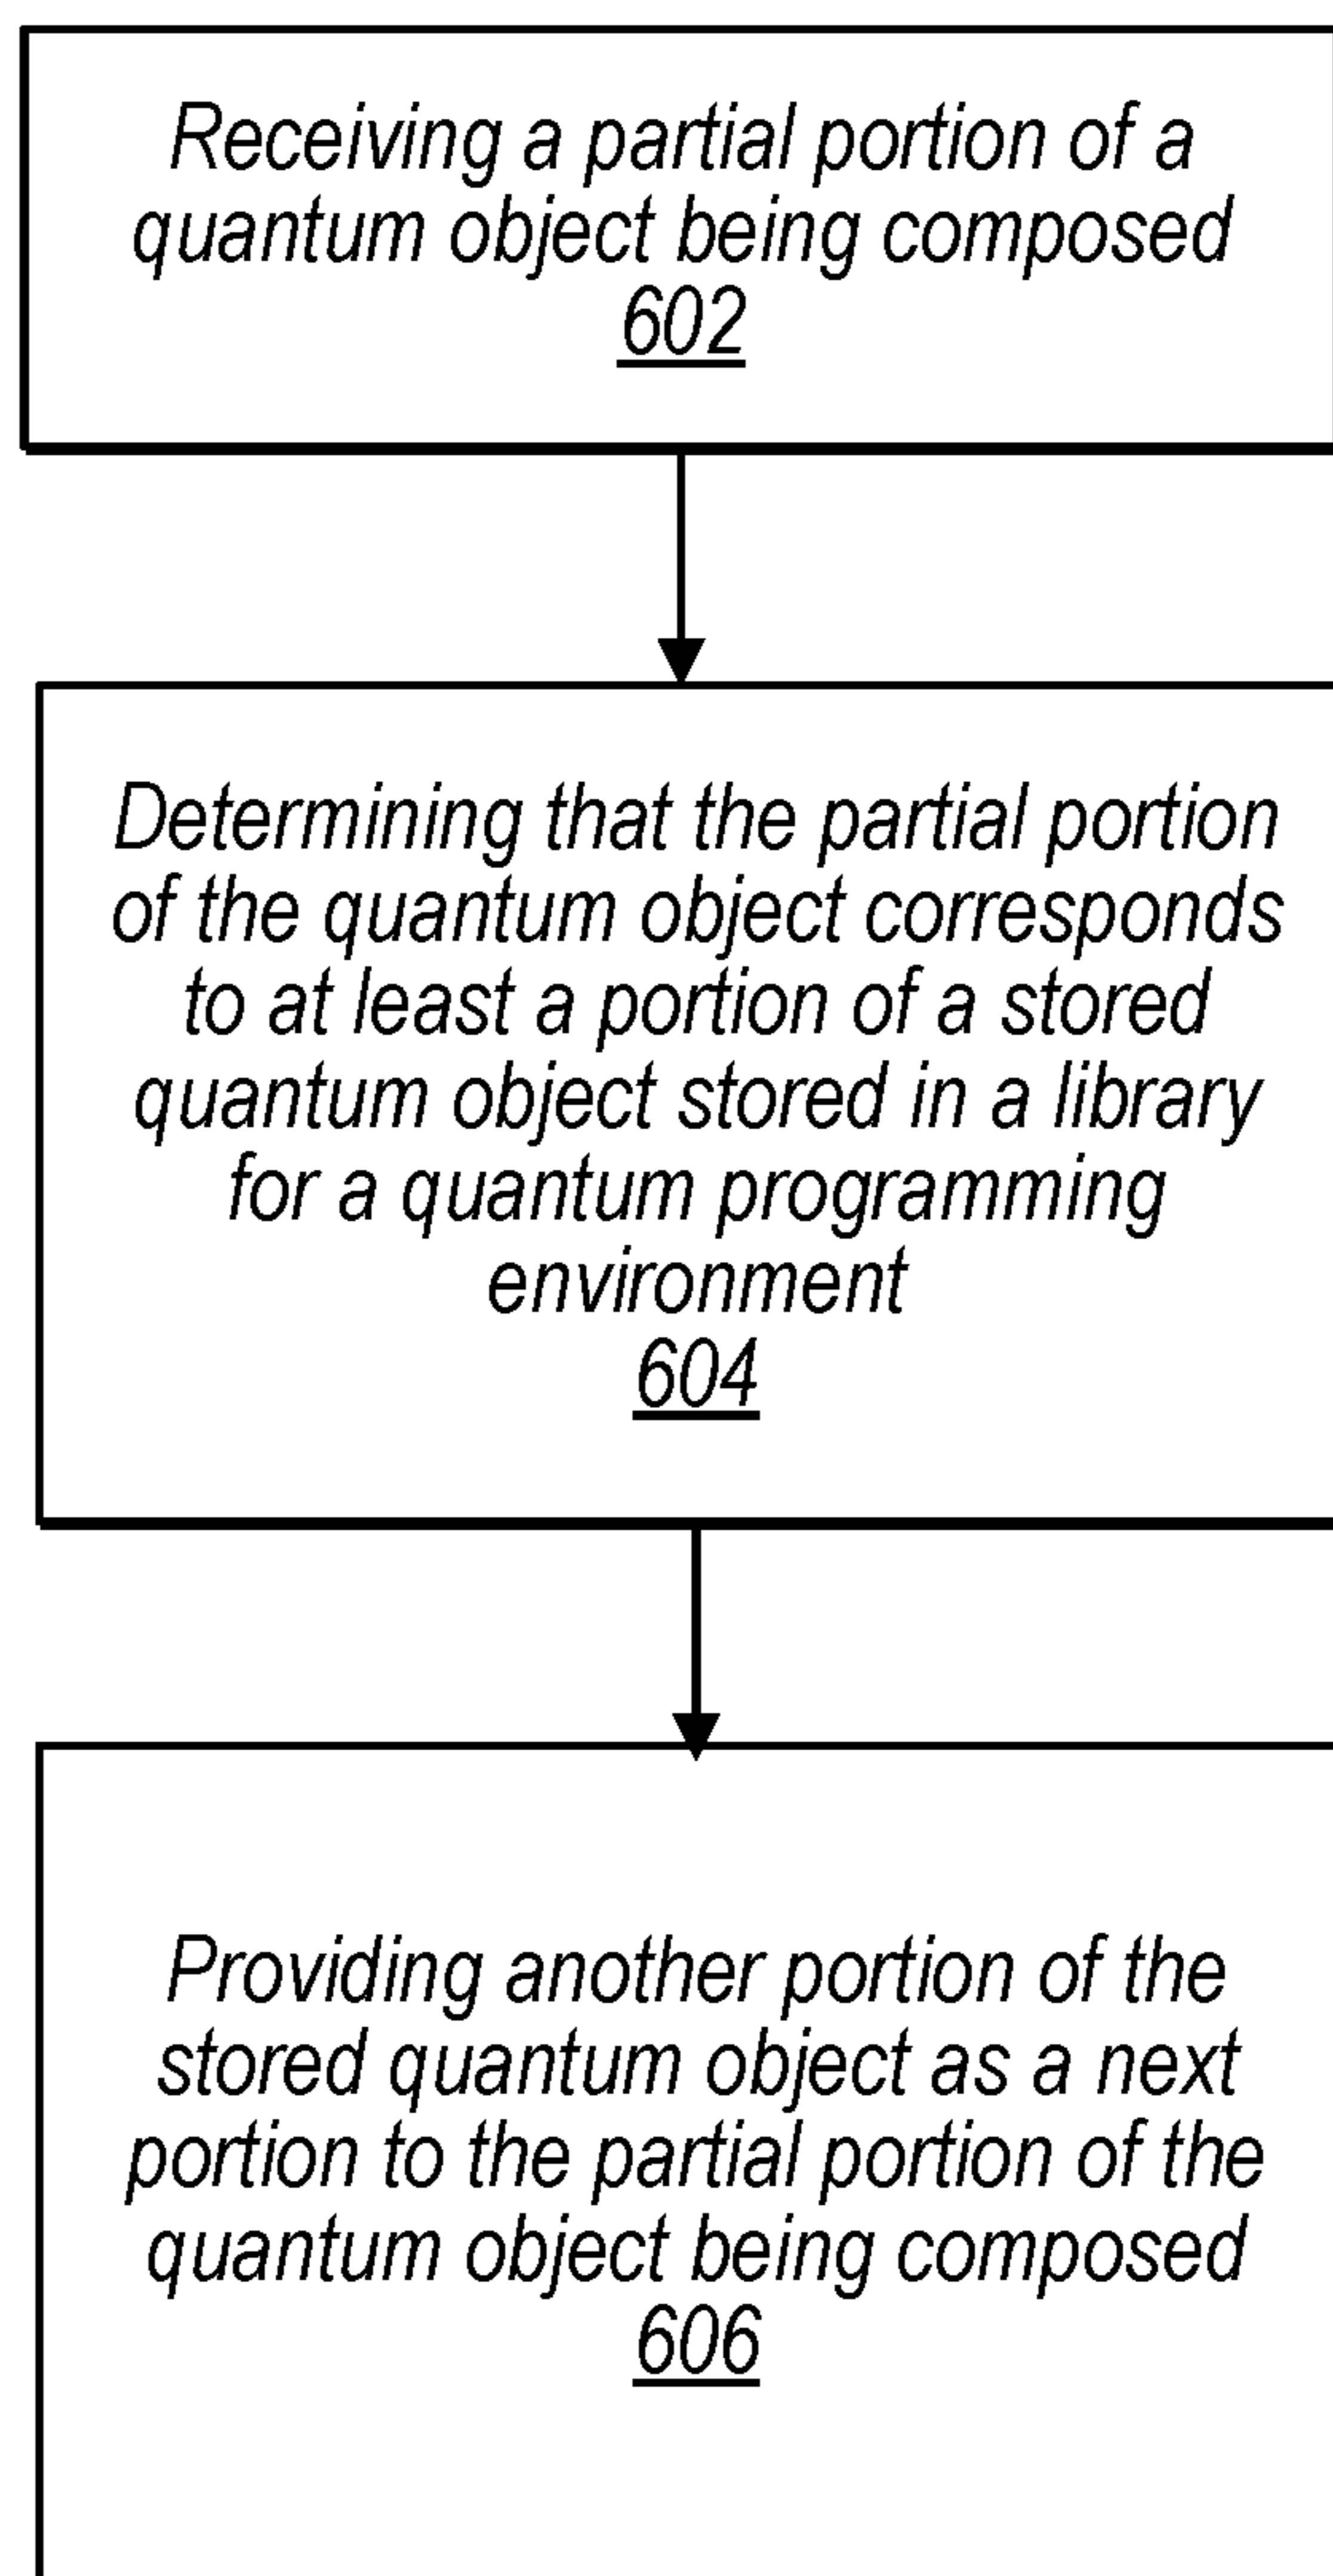 Receiving a partial portion of a
quantum object being composed
602
Determining that the partial portion
of the quantum object corresponds
to at least a portion of a stored
quantum object stored in a library
for a quantum programming
environment
604
Providing another portion of the
stored quantum object as a next
portion to the partial portion of the
quantum object being composed
606